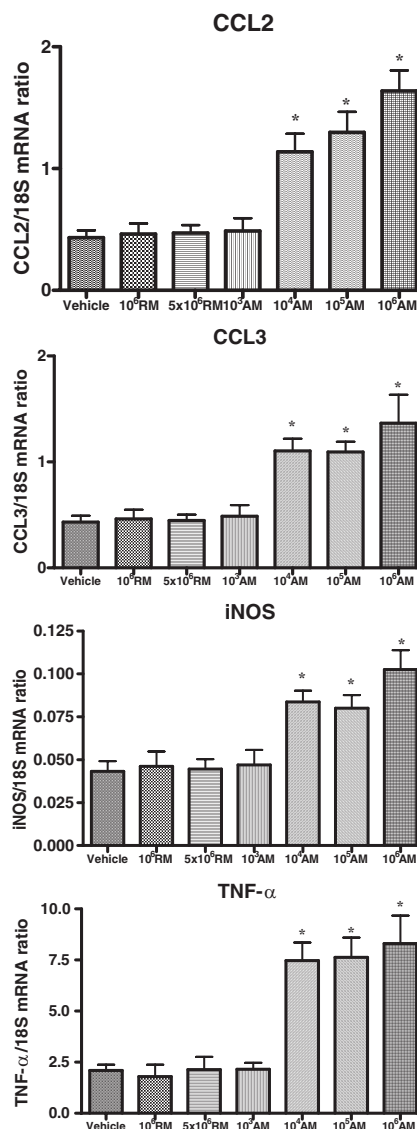 CCL2
CCL2/18S mRNA ratio
2
1
0
* * *
Vehicle 10⁶RM 5x10⁶RM 10³AM 10⁴AM 10⁵AM 10⁶AM
CCL3
CCL3/18S mRNA ratio
2
1
0
* * *
Vehicle 10⁶RM 5x10⁶RM 10³AM 10⁴AM 10⁵AM 10⁶AM
iNOS
iNOS/18S mRNA ratio
0.125
0.100
0.075
0.050
0.025
0.000
* * *
Vehicle 10⁶RM 5x10⁶RM 10³AM 10⁴AM 10⁵AM 10⁶AM
TNF-α
TNF-α/18S mRNA ratio
10.0
7.5
5.0
2.5
0.0
* * *
Vehicle 10⁶RM 5x10⁶RM 10³AM 10⁴AM 10⁵AM 10⁶AM